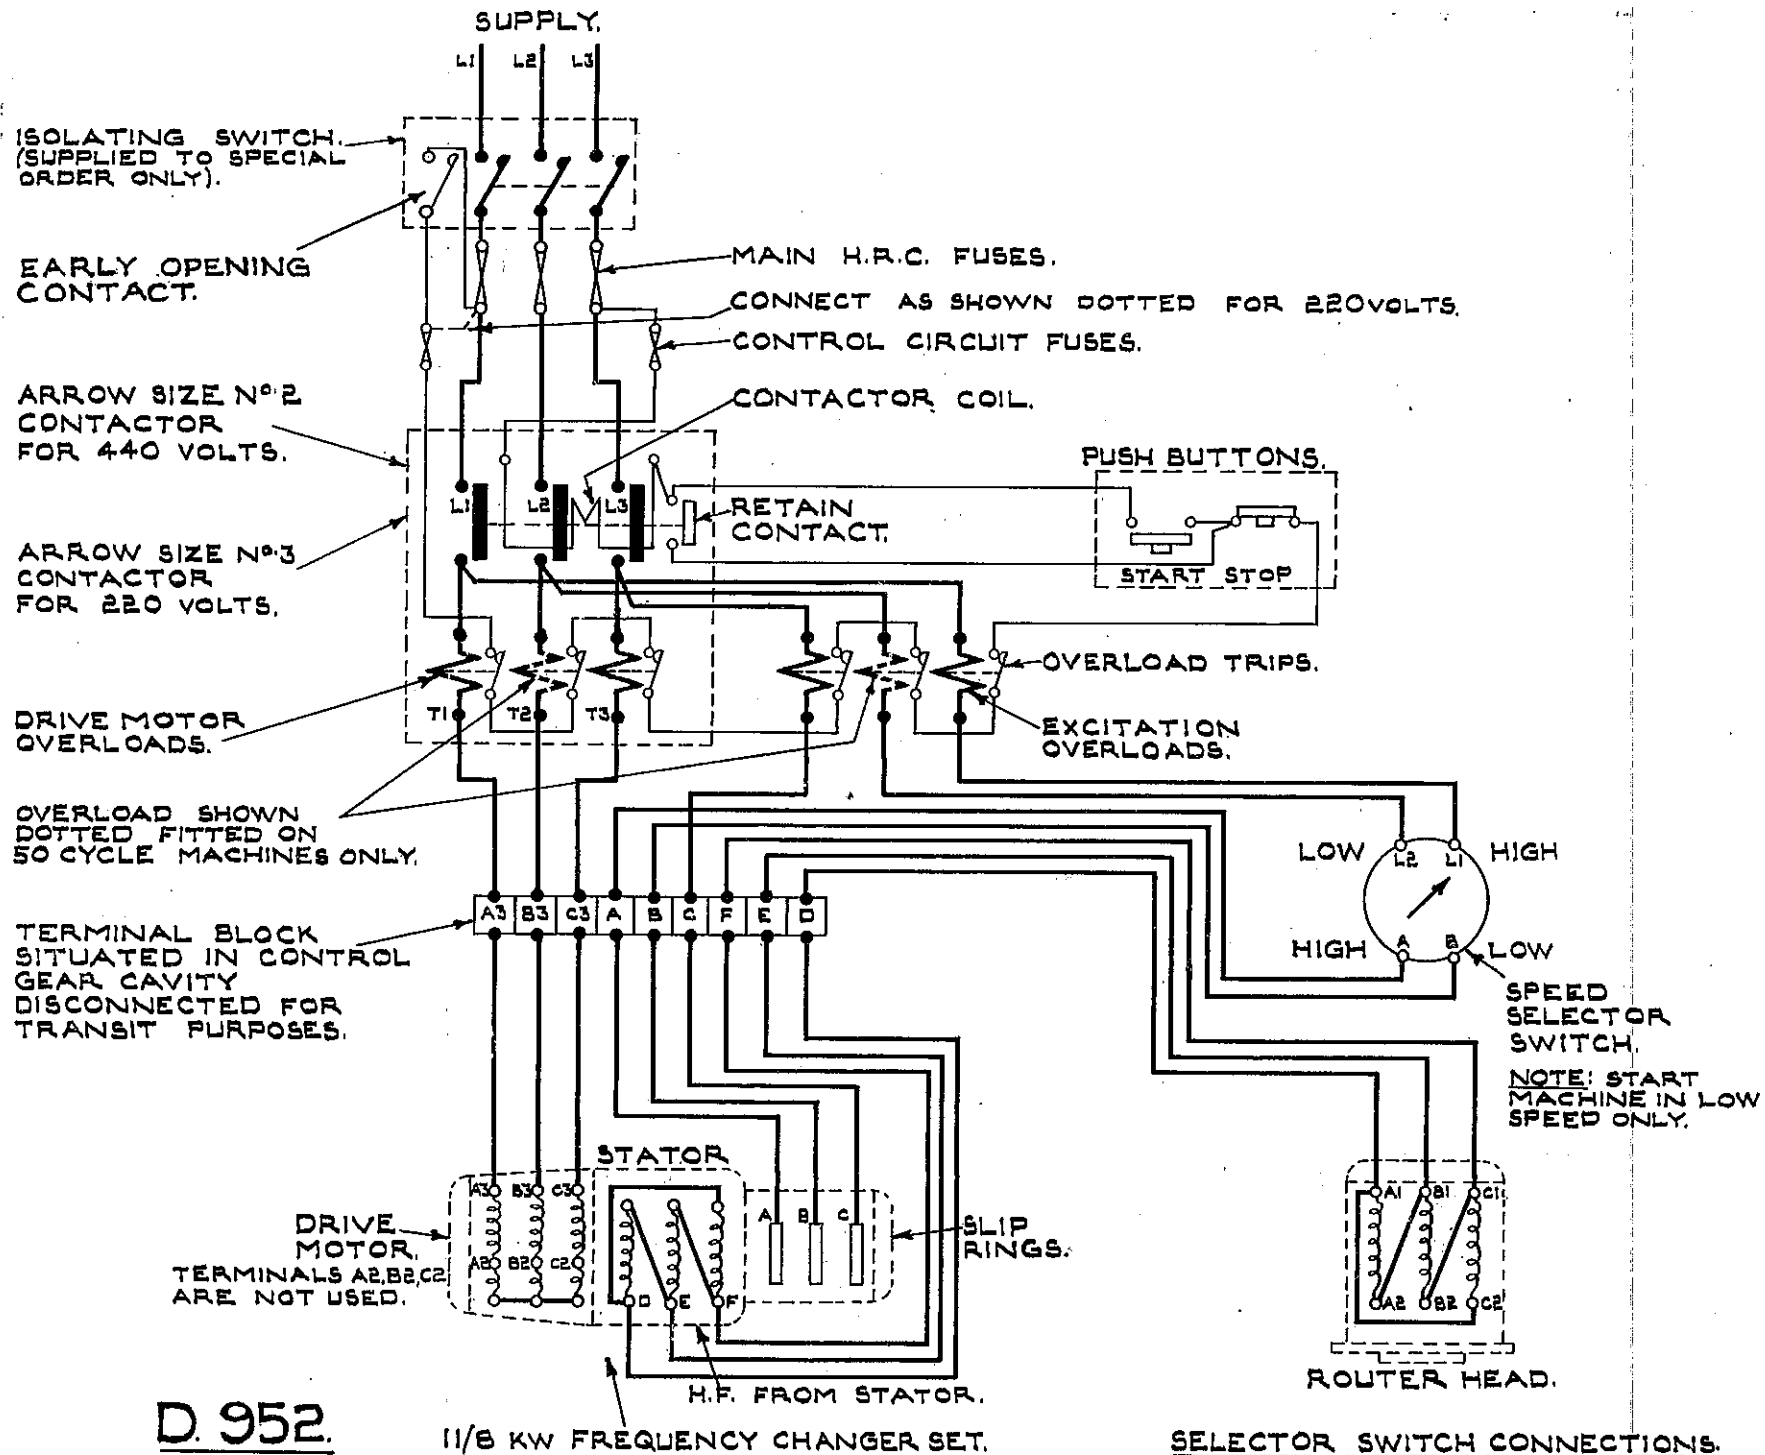 SUPPLY.
L1 L2 L3
ISOLATING SWITCH.
(SUPPLIED TO SPECIAL
ORDER ONLY).
EARLY OPENING
CONTACT.
MAIN H.R.C. FUSES.
CONNECT AS SHOWN DOTTED FOR 220VOLTS.
CONTROL CIRCUIT FUSES.
ARROW SIZE Nº.2
CONTACTOR
FOR 440 VOLTS.
CONTACTOR COIL.
PUSH BUTTONS.
L1 L2 L3
RETAIN
CONTACT.
START STOP
ARROW SIZE Nº.3
CONTACTOR
FOR 220 VOLTS.
OVERLOAD TRIPS.
T1 T2 T3
DRIVE MOTOR
OVERLOADS.
EXCITATION
OVERLOADS.
OVERLOAD SHOWN
DOTTED FITTED ON
50 CYCLE MACHINES ONLY.
LOW L2 L1 HIGH
A3 B3 C3 A B C F E D
HIGH A B LOW
TERMINAL BLOCK
SITUATED IN CONTROL
GEAR CAVITY
DISCONNECTED FOR
TRANSIT PURPOSES.
SPEED
SELECTOR
SWITCH.
NOTE: START
MACHINE IN LOW
SPEED ONLY.
STATOR
A3 B3 C3
A B C
A1 B1 C1
DRIVE
MOTOR.
SLIP
RINGS.
TERMINALS A2,B2,C2
ARE NOT USED.
A2 B2 C2
D E F
A2 B2 C2
ROUTER HEAD.
H.F. FROM STATOR.
D. 952.
11/8 KW FREQUENCY CHANGER SET.
SELECTOR SWITCH CONNECTIONS.